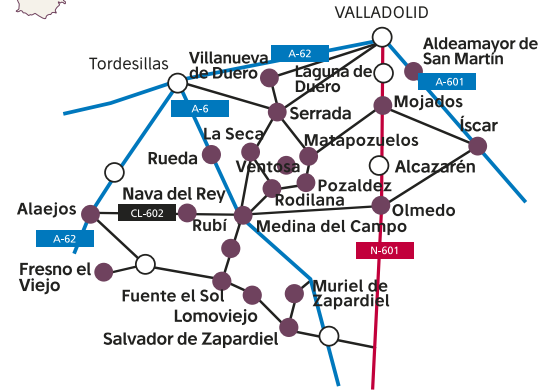 VALLADOLID
A-62
Aldeamayor de
San Martín
Villanueva
de Duero
Tordesillas
Laguna de
Duero
A-601
A-6
Serrada
Mojados
La Seca
Matapozuelos
Íscar
Rueda
Ventosa
Alcazarén
Nava del Rey
Pozaldez
Rodilana
Alaejos
CL-602
Rubí
Medina del Campo
Olmedo
A-62
N-601
Fresno el
Viejo
Fuente el Sol
Muriel de
Zapardiel
Lomoviejo
Salvador de Zapardiel